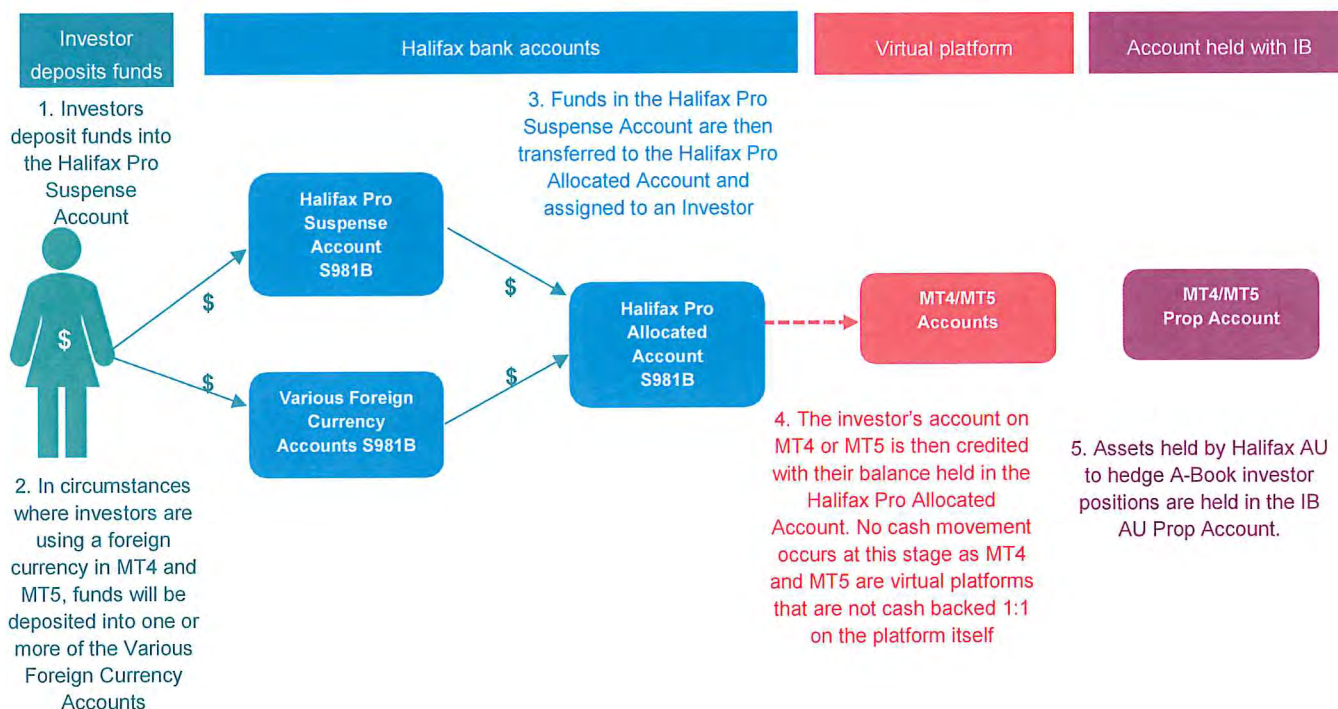 Investor
deposits funds
Halifax bank accounts
Virtual platform
Account held with IB
1. Investors
deposit funds into
the Halifax Pro
Suspense
Account
3. Funds in the Halifax Pro
Suspense Account are then
transferred to the Halifax Pro
Allocated Account and
assigned to an Investor
Halifax Pro
Suspense
Account
S981B
$
$
$
Halifax Pro
Allocated
Account
S981B
MT4/MT5
Accounts
MT4/MT5
Prop Account
$
$
Various Foreign
Currency
Accounts S981B
2. In circumstances
where investors are
using a foreign
currency in MT4 and
MT5, funds will be
deposited into one or
more of the Various
Foreign Currency
Accounts
4. The investor's account on
MT4 or MT5 is then credited
with their balance held in the
Halifax Pro Allocated
Account. No cash movement
occurs at this stage as MT4
and MT5 are virtual platforms
that are not cash backed 1:1
on the platform itself
5. Assets held by Halifax AU
to hedge A-Book investor
positions are held in the IB
AU Prop Account.